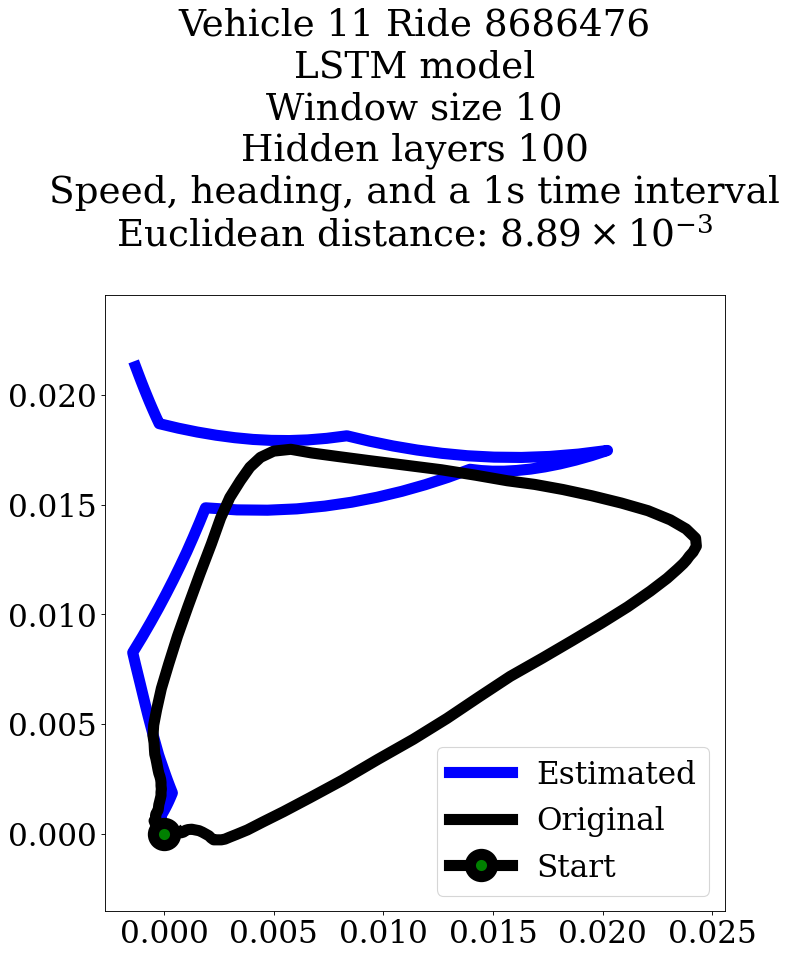 Vehicle 11 Ride 8686476
LSTM model
Window size 10
Hidden layers 100
Speed, heading, and a 1s time interval
Euclidean distance: 8.89 × 10⁻³
0.020
0.015
0.010
0.005
0.000
Estimated
Original
Start
0.000 0.005 0.010 0.015 0.020 0.025